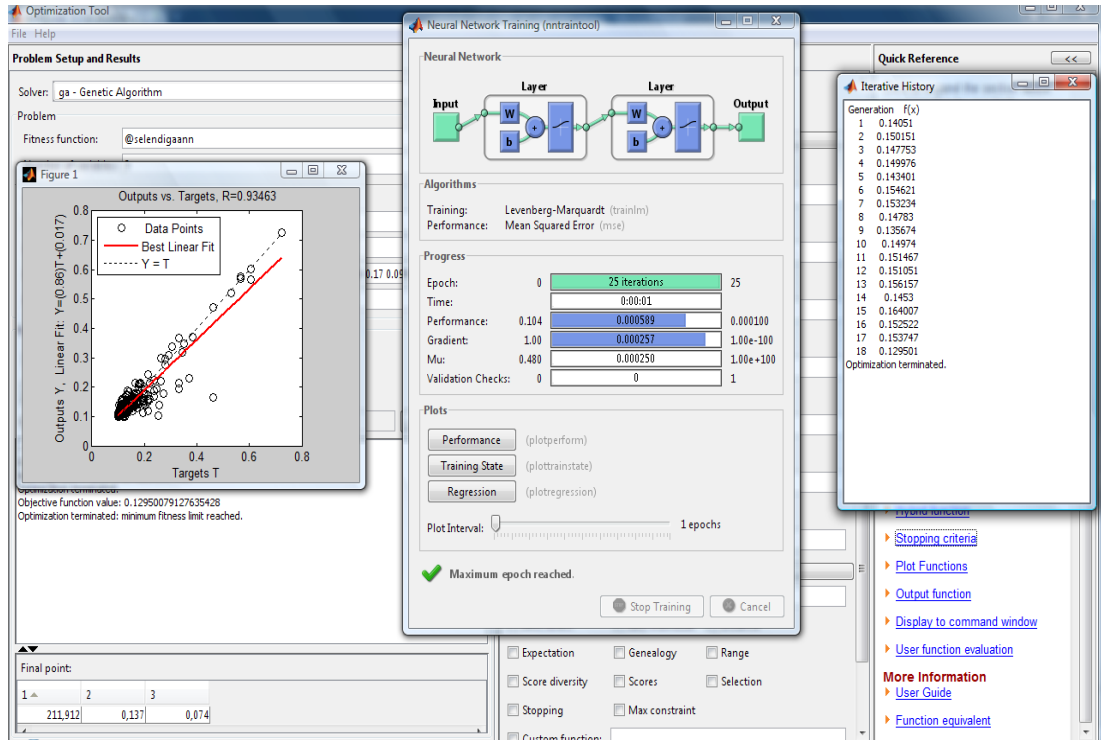 Optimization Tool
File Help
Problem Setup and Results
Solver: ga - Genetic Algorithm
Problem
Fitness function: @selendigaann
0.17 0.09
Optimization terminated.
Objective function value: 0.12950079127635428
Optimization terminated: minimum fitness limit reached.
Final point:
1 2 3
211,912 0,137 0,074
Figure 1
Outputs vs. Targets, R=0.93463
Outputs Y, Linear Fit: Y=(0.86)T+(0.017)
0.8
0.7
0.6
0.5
0.4
0.3
0.2
0.1
0
Data Points
Best Linear Fit
Y = T
0 0.2 0.4 0.6 0.8
Targets T
Neural Network Training (nntraintool)
Neural Network
Layer Layer
Input Output
W W
b b
+ +
Algorithms
Training: Levenberg-Marquardt (trainlm)
Performance: Mean Squared Error (mse)
Progress
Epoch: 0 25 iterations 25
Time: 0:00:01
Performance: 0.104 0.000589 0.000100
Gradient: 1.00 0.000257 1.00e-100
Mu: 0.480 0.000250 1.00e+100
Validation Checks: 0 0 1
Plots
Performance (plotperform)
Training State (plottrainstate)
Regression (plotregression)
Plot Interval: 1 epochs
Maximum epoch reached.
Stop Training Cancel
Expectation Genealogy Range
Score diversity Scores Selection
Stopping Max constraint
Custom function:
Quick Reference <<
Iterative History
Generation f(x)
1 0.14051
2 0.150151
3 0.147753
4 0.149976
5 0.143401
6 0.154621
7 0.153234
8 0.14783
9 0.135674
10 0.14974
11 0.151467
12 0.151051
13 0.156157
14 0.1453
15 0.164007
16 0.152522
17 0.153747
18 0.129501
Optimization terminated.
Hybrid function
Stopping criteria
Plot Functions
Output function
Display to command window
User function evaluation
More Information
User Guide
Function equivalent